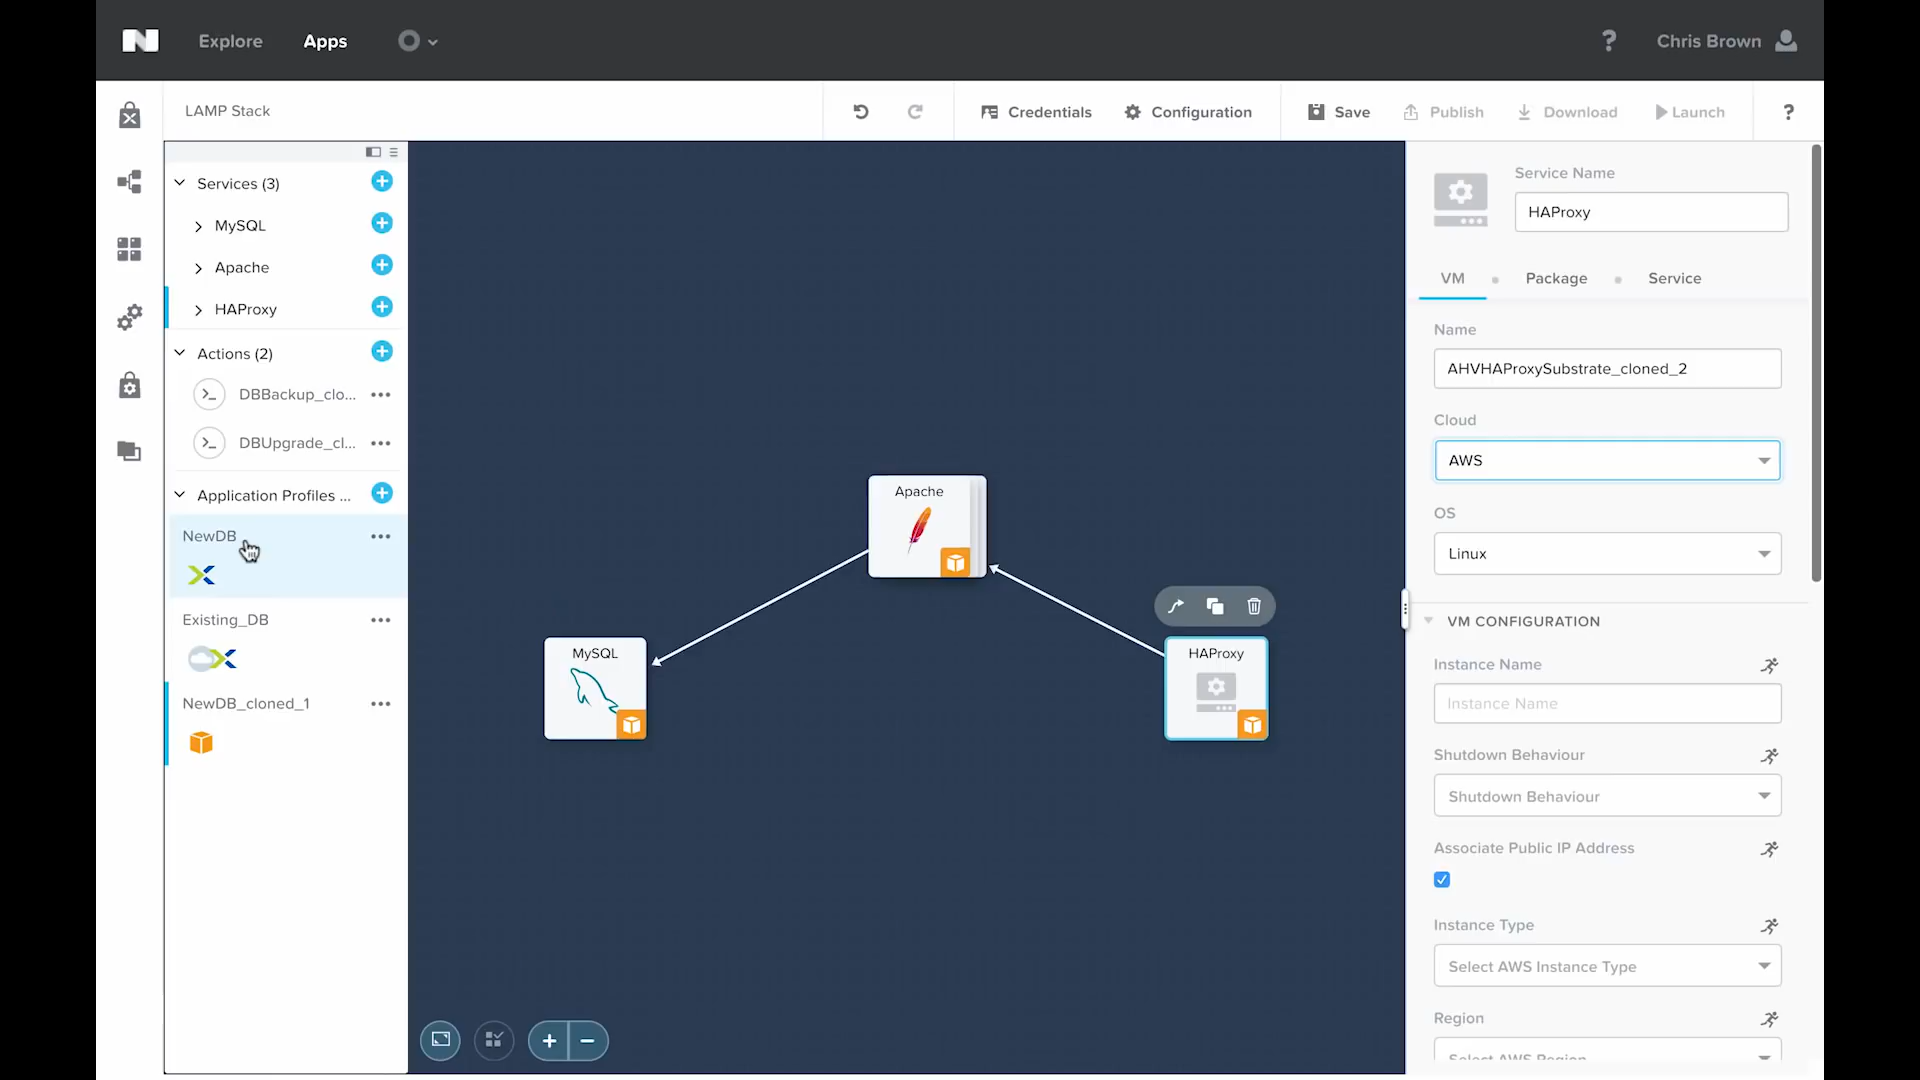 Explore
Apps
?
Chris Brown
LAMP Stack
Credentials
Configuration
Save
Publish
Download
Launch
?
Services (3)
MySQL
Apache
HAProxy
Actions (2)
DBBackup_clo...
DBUpgrade_cl...
Application Profiles ...
NewDB
Existing_DB
NewDB_cloned_1
Apache
MySQL
HAProxy
Service Name
HAProxy
VM
Package
Service
Name
AHVHAProxySubstrate_cloned_2
Cloud
AWS
OS
Linux
VM CONFIGURATION
Instance Name
Instance Name
Shutdown Behaviour
Shutdown Behaviour
Associate Public IP Address
Instance Type
Select AWS Instance Type
Region
Select AWS Region